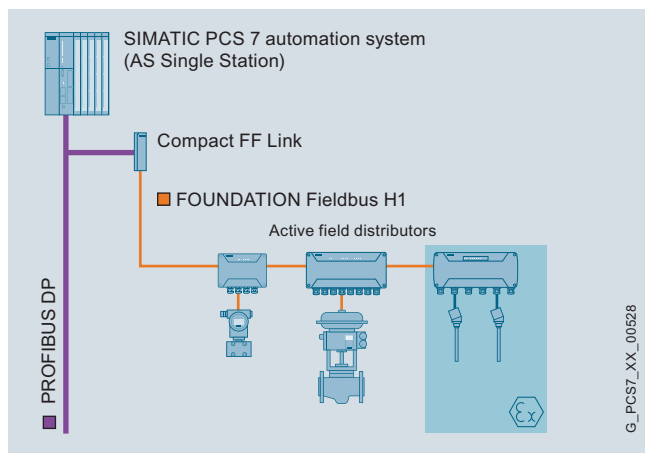 SIMATIC PCS 7 automation system
(AS Single Station)
Compact FF Link
FOUNDATION Fieldbus H1
Active field distributors
PROFIBUS DP
Ex
G_PCS7_XX_00528